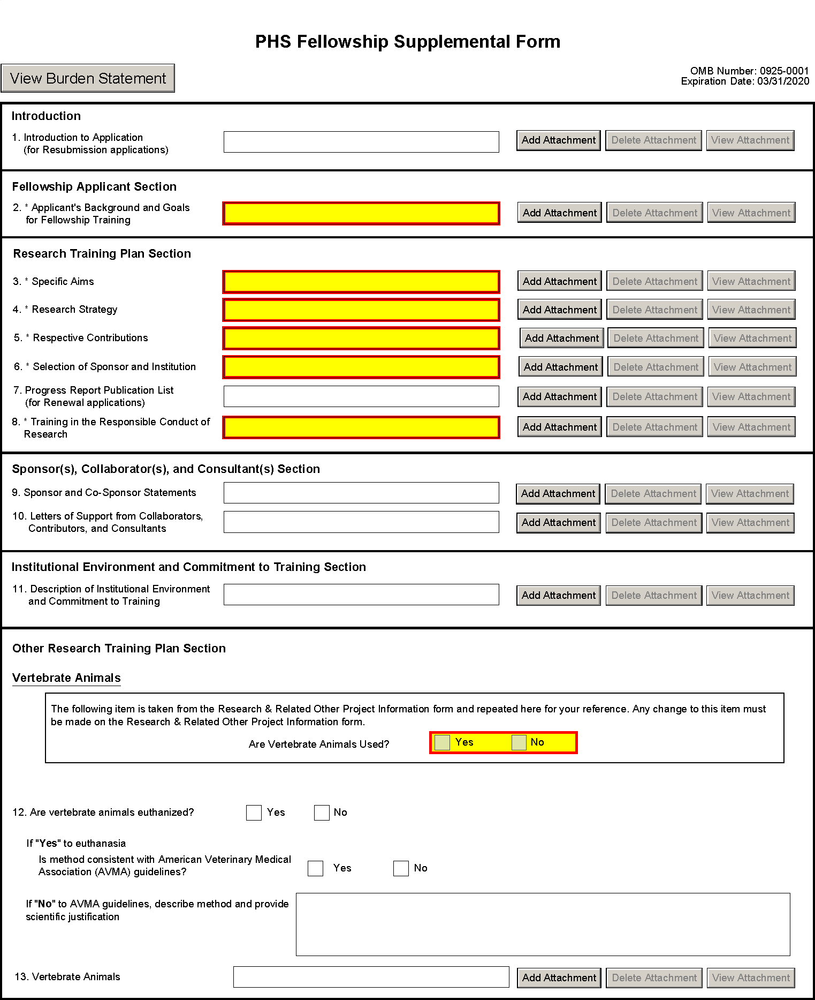 PHS Fellowship Supplemental Form
View Burden Statement
OMB Number: 0925-0001
Expiration Date: 03/31/2020
Introduction
1. Introduction to Application
(for Resubmission applications)
Add Attachment Delete Attachment View Attachment
Fellowship Applicant Section
2. * Applicant's Background and Goals
for Fellowship Training
Add Attachment Delete Attachment View Attachment
Research Training Plan Section
3. * Specific Aims Add Attachment Delete Attachment View Attachment
4. * Research Strategy Add Attachment Delete Attachment View Attachment
5. * Respective Contributions Add Attachment Delete Attachment View Attachment
6. * Selection of Sponsor and Institution Add Attachment Delete Attachment View Attachment
7. Progress Report Publication List
(for Renewal applications)
Add Attachment Delete Attachment View Attachment
8. * Training in the Responsible Conduct of
Research
Add Attachment Delete Attachment View Attachment
Sponsor(s), Collaborator(s), and Consultant(s) Section
9. Sponsor and Co-Sponsor Statements Add Attachment Delete Attachment View Attachment
10. Letters of Support from Collaborators,
Contributors, and Consultants
Add Attachment Delete Attachment View Attachment
Institutional Environment and Commitment to Training Section
11. Description of Institutional Environment
and Commitment to Training
Add Attachment Delete Attachment View Attachment
Other Research Training Plan Section
Vertebrate Animals
The following item is taken from the Research & Related Other Project Information form and repeated here for your reference. Any change to this item must
be made on the Research & Related Other Project Information form.
Are Vertebrate Animals Used? Yes No
12. Are vertebrate animals euthanized? Yes No
If "Yes" to euthanasia
Is method consistent with American Veterinary Medical
Association (AVMA) guidelines?
Yes No
If "No" to AVMA guidelines, describe method and provide
scientific justification
13. Vertebrate Animals Add Attachment Delete Attachment View Attachment